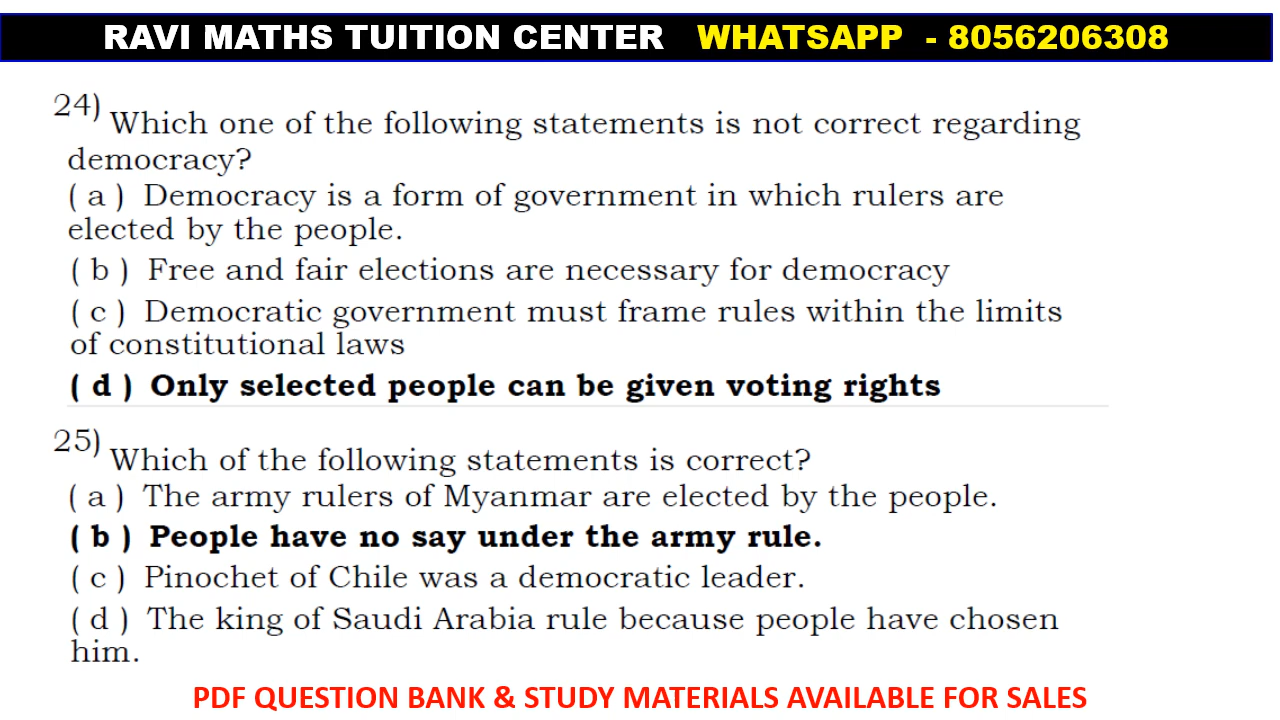 RAVI MATHS TUITION CENTER WHATSAPP - 8056206308
24) Which one of the following statements is not correct regarding
democracy?
( a ) Democracy is a form of government in which rulers are
elected by the people.
( b ) Free and fair elections are necessary for democracy
( c ) Democratic government must frame rules within the limits
of constitutional laws
( d ) Only selected people can be given voting rights
25) Which of the following statements is correct?
( a ) The army rulers of Myanmar are elected by the people.
( b ) People have no say under the army rule.
( c ) Pinochet of Chile was a democratic leader.
( d ) The king of Saudi Arabia rule because people have chosen
him.
PDF QUESTION BANK & STUDY MATERIALS AVAILABLE FOR SALES